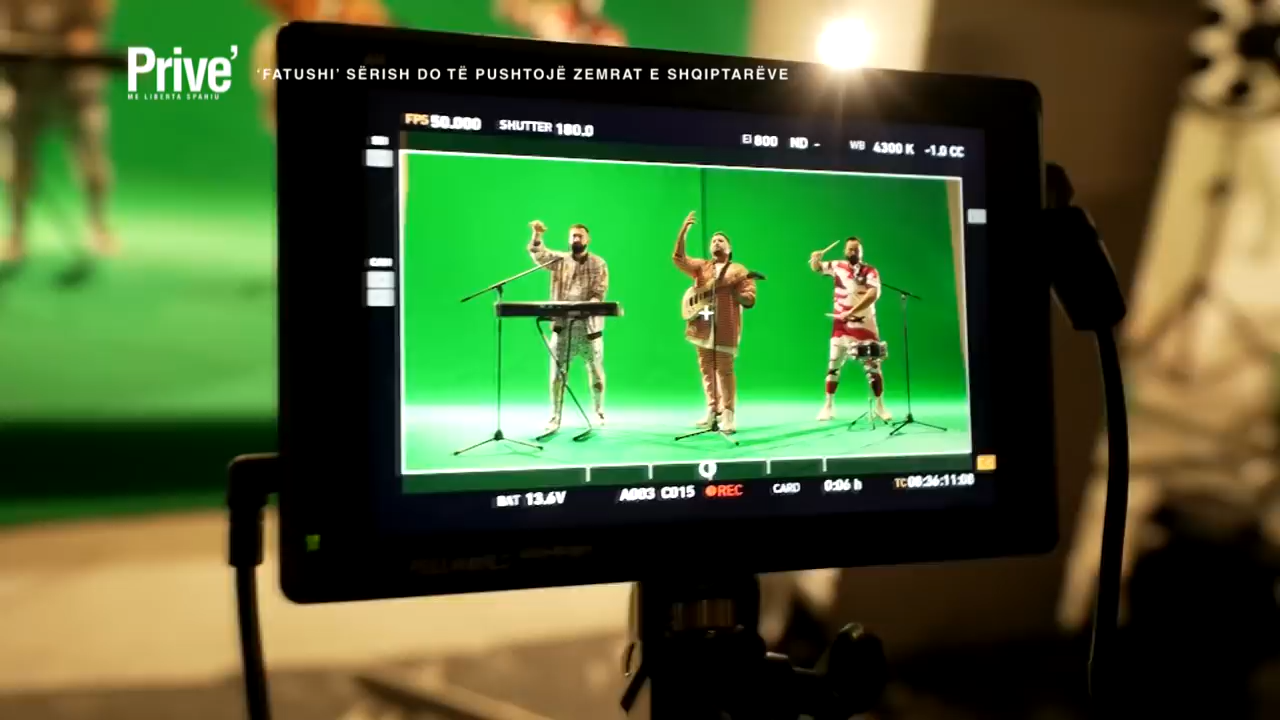 Prive’
ME LIBERTA SPAHIU
‘FATUSHI’ SËRISH DO TË PUSHTOJË ZEMRAT E SHQIPTARËVE
FPS 50.000 SHUTTER 180.0 EI 800 ND - WB 4300 K -1.0 CC
BAT 13.6V A003 C015 REC CARD 0:06 h TC 08:36:11:08